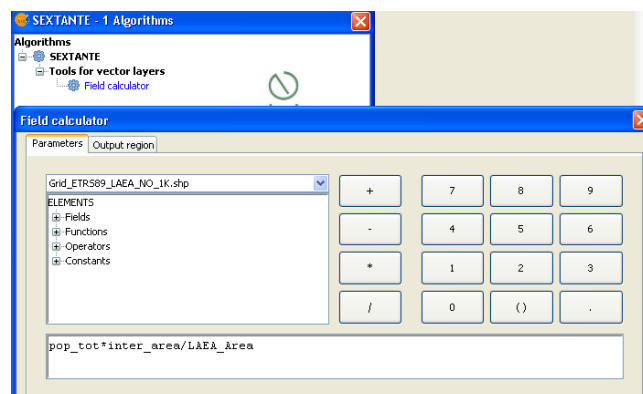 SEXTANTE - 1 Algorithms
Algorithms
SEXTANTE
Tools for vector layers
Field calculator
Field calculator
Parameters Output region
Grid_ETRS89_LAEA_NO_1K.shp
ELEMENTS
Fields
Functions
Operators
Constants
+ 7 8 9
- 4 5 6
* 1 2 3
/ 0 () .
pop_tot*inter_area/LAEA_Area